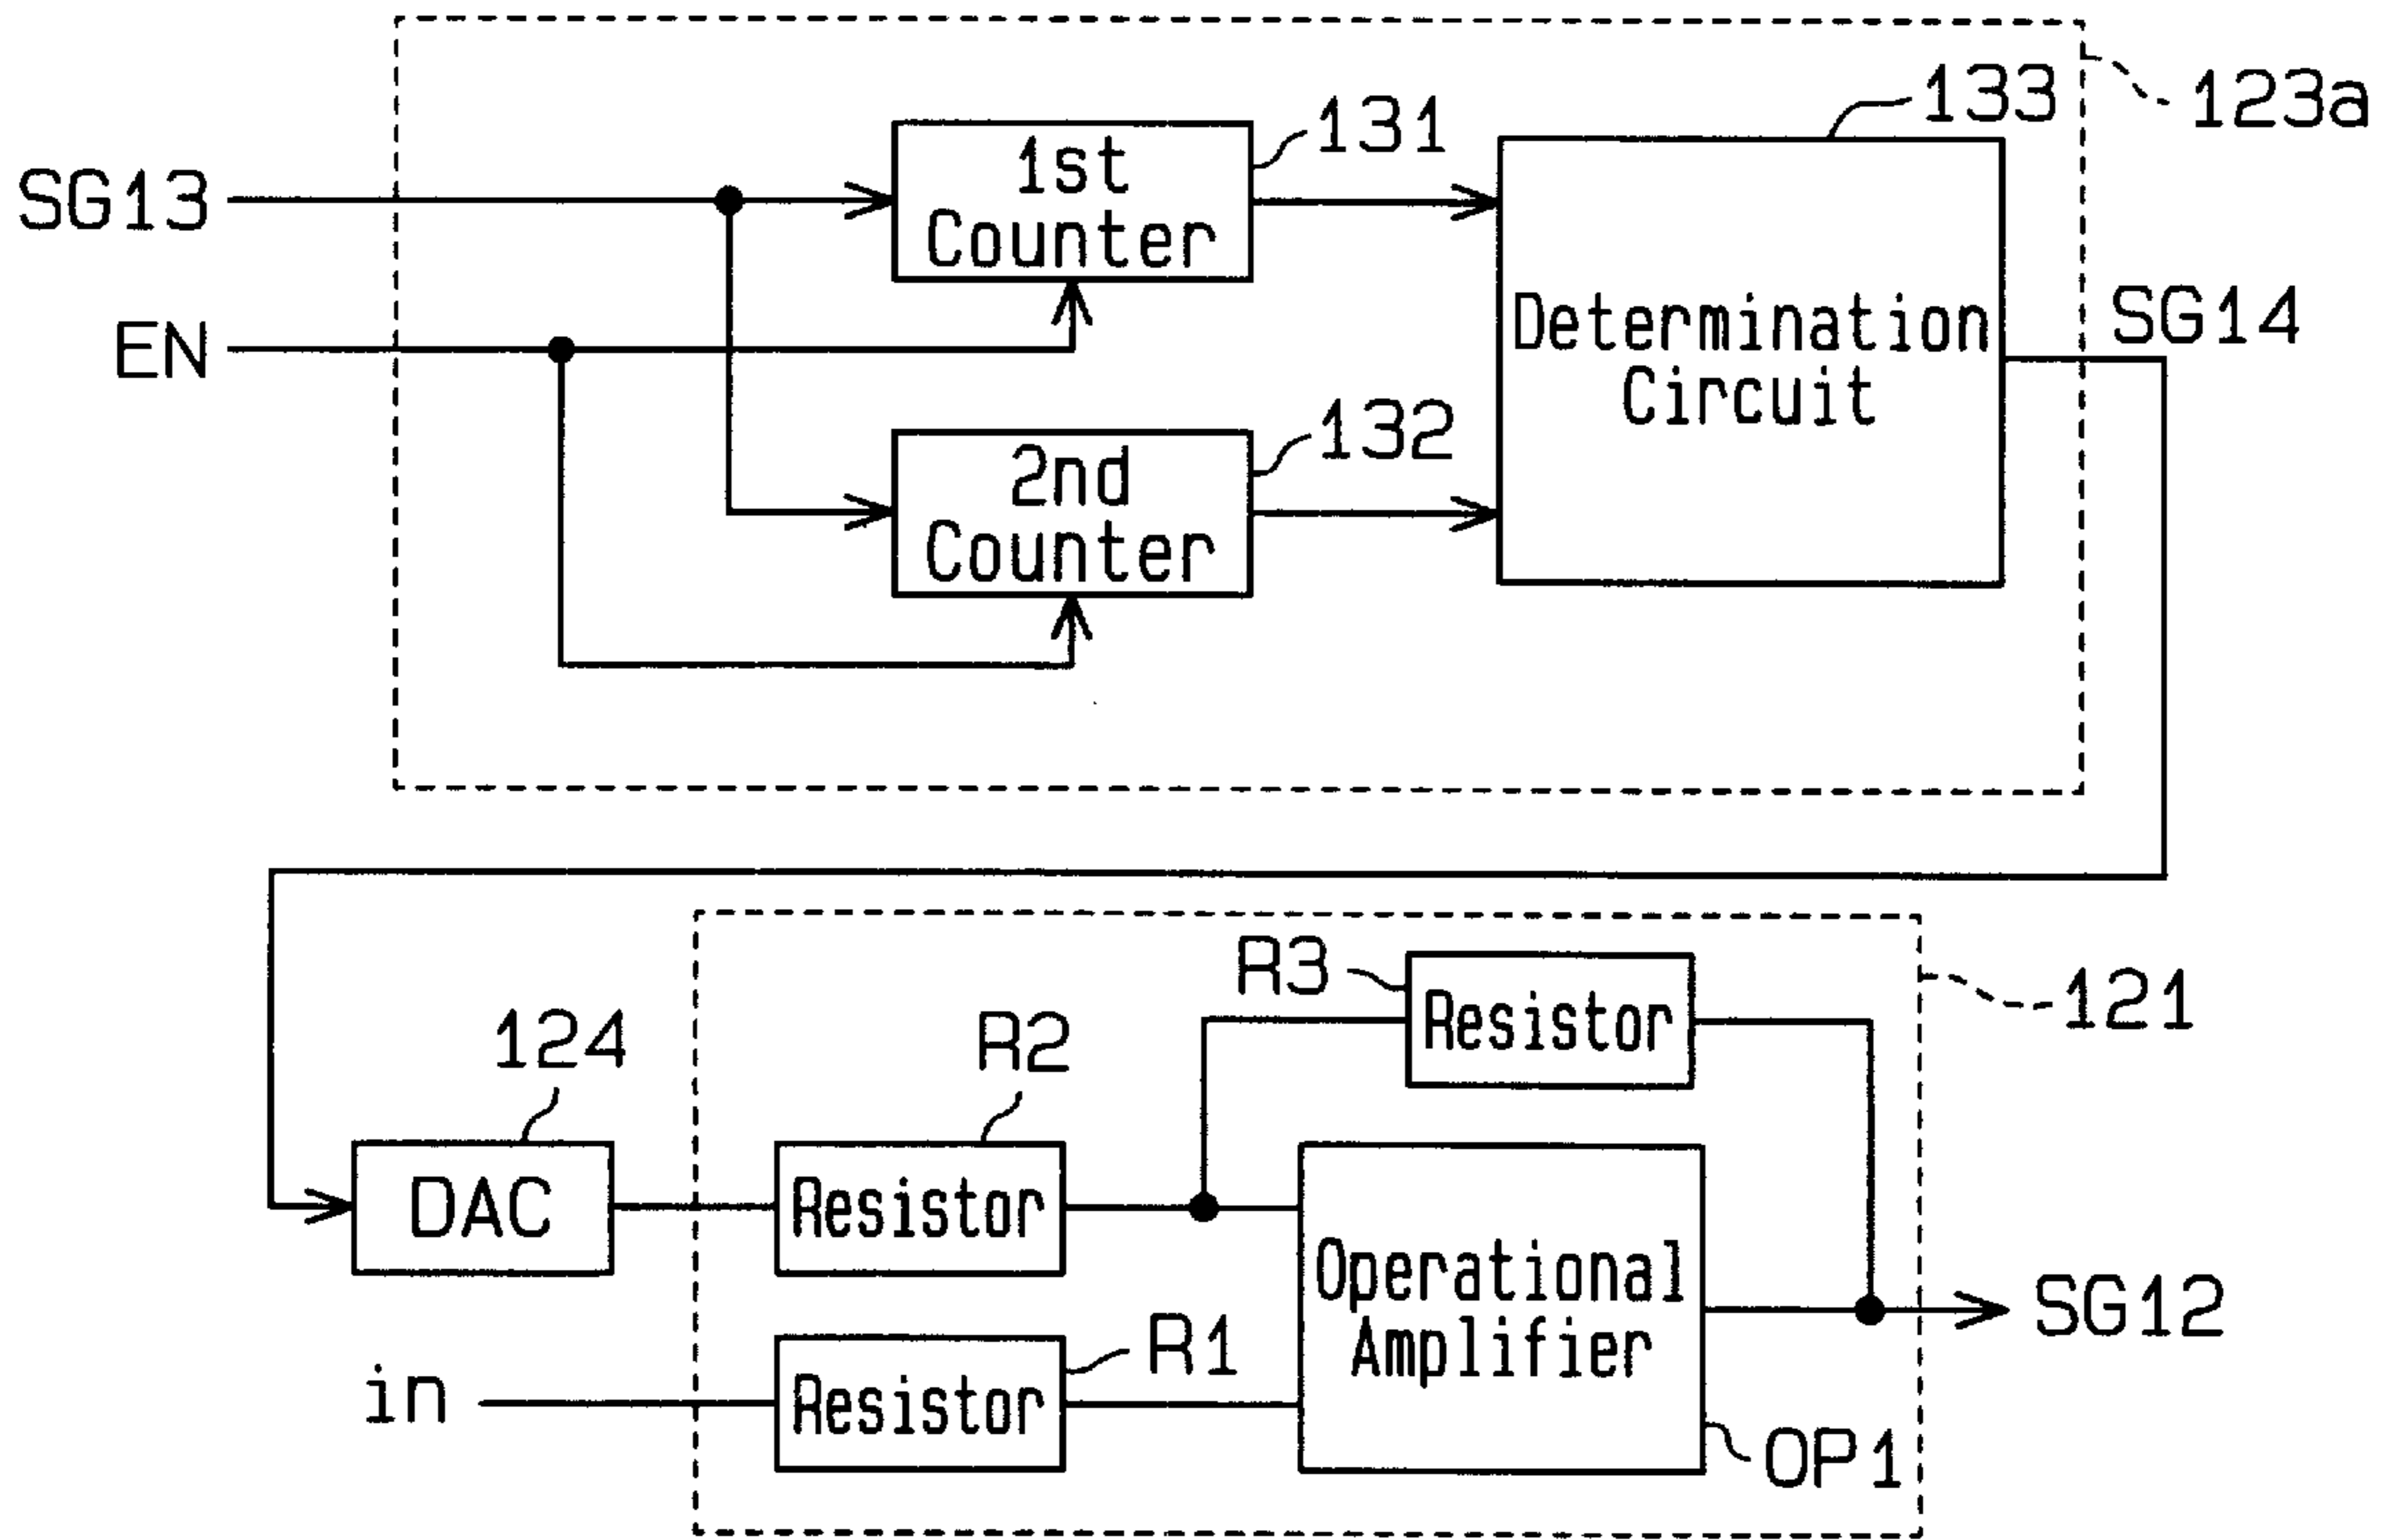 133
123a
131
SG13
1st
Counter
EN
Determination
Circuit
SG14
132
2nd
Counter
R3
Resistor
121
124
R2
DAC
Resistor
Operational
Amplifier
SG12
R1
in
Resistor
OP1